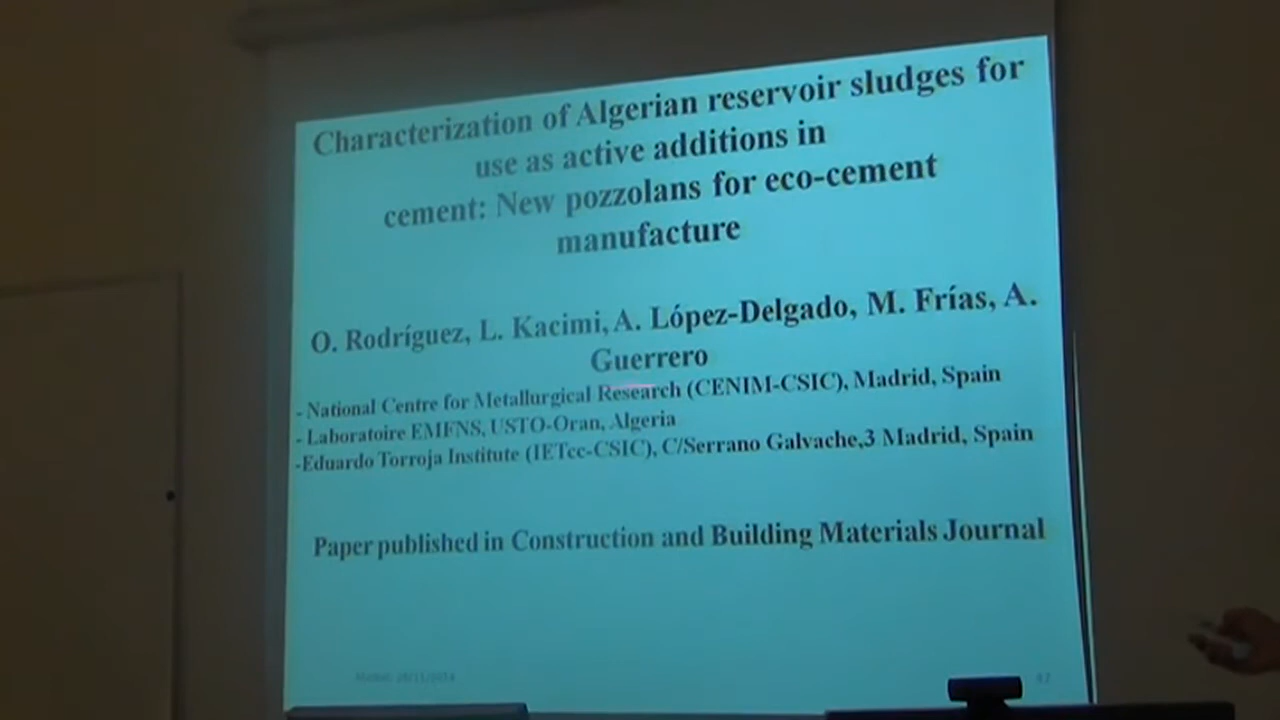 Characterization of Algerian reservoir sludges for
use as active additions in
cement: New pozzolans for eco-cement
manufacture
O. Rodríguez, L. Kacimi, A. López-Delgado, M. Frías, A.
Guerrero
- National Centre for Metallurgical Research (CENIM-CSIC), Madrid, Spain
- Laboratoire EMFNS, USTO-Oran, Algeria
-Eduardo Torroja Institute (IETcc-CSIC), C/Serrano Galvache,3 Madrid, Spain
Paper published in Construction and Building Materials Journal